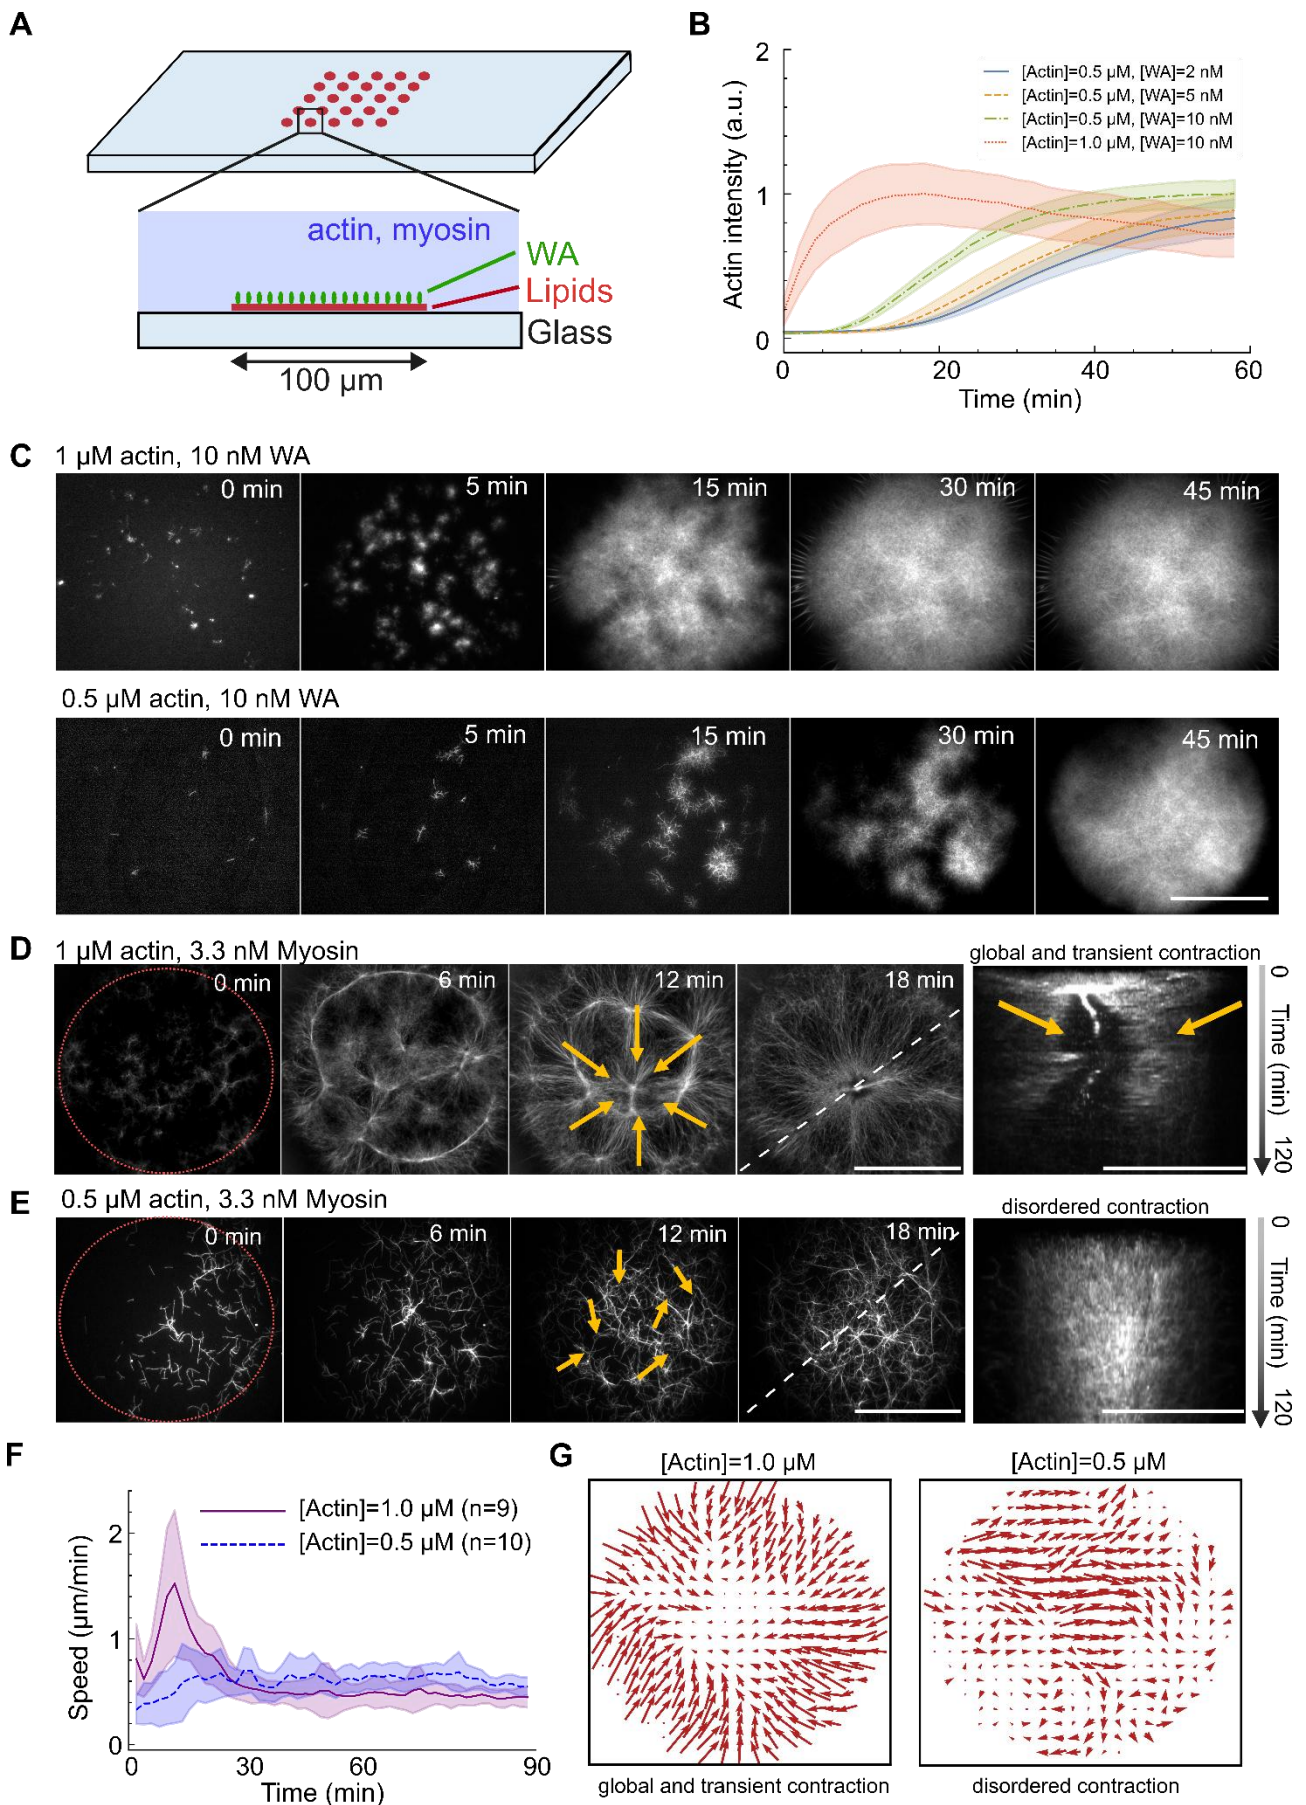 A
actin, myosin
WA
Lipids
Glass
100 µm
B
Actin intensity (a.u.)
2
1
0
[Actin]=0.5 µM, [WA]=2 nM
[Actin]=0.5 µM, [WA]=5 nM
[Actin]=0.5 µM, [WA]=10 nM
[Actin]=1.0 µM, [WA]=10 nM
0 20 40 60
Time (min)
C
1 µM actin, 10 nM WA
0 min 5 min 15 min 30 min 45 min
0.5 µM actin, 10 nM WA
0 min 5 min 15 min 30 min 45 min
D
1 µM actin, 3.3 nM Myosin
0 min 6 min 12 min 18 min
global and transient contraction
0 Time (min) 120
E
0.5 µM actin, 3.3 nM Myosin
0 min 6 min 12 min 18 min
disordered contraction
0 Time (min) 120
F
Speed (µm/min)
2
1
0
[Actin]=1.0 µM (n=9)
[Actin]=0.5 µM (n=10)
0 30 60 90
Time (min)
G
[Actin]=1.0 µM
[Actin]=0.5 µM
global and transient contraction
disordered contraction